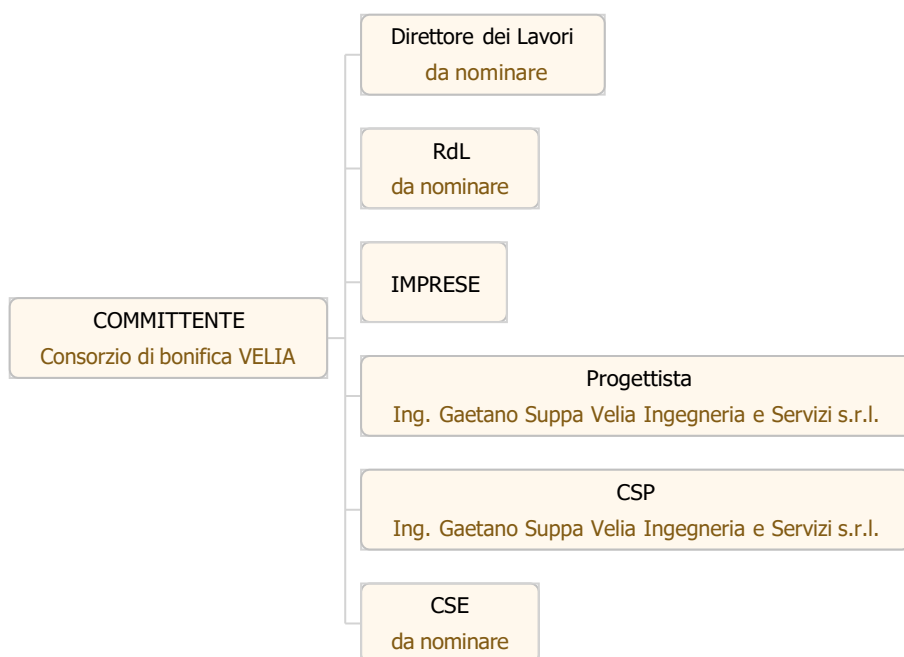 Direttore dei Lavori
da nominare
RdL
da nominare
IMPRESE
COMMITTENTE
Consorzio di bonifica VELIA
Progettista
Ing. Gaetano Suppa Velia Ingegneria e Servizi s.r.l.
CSP
Ing. Gaetano Suppa Velia Ingegneria e Servizi s.r.l.
CSE
da nominare